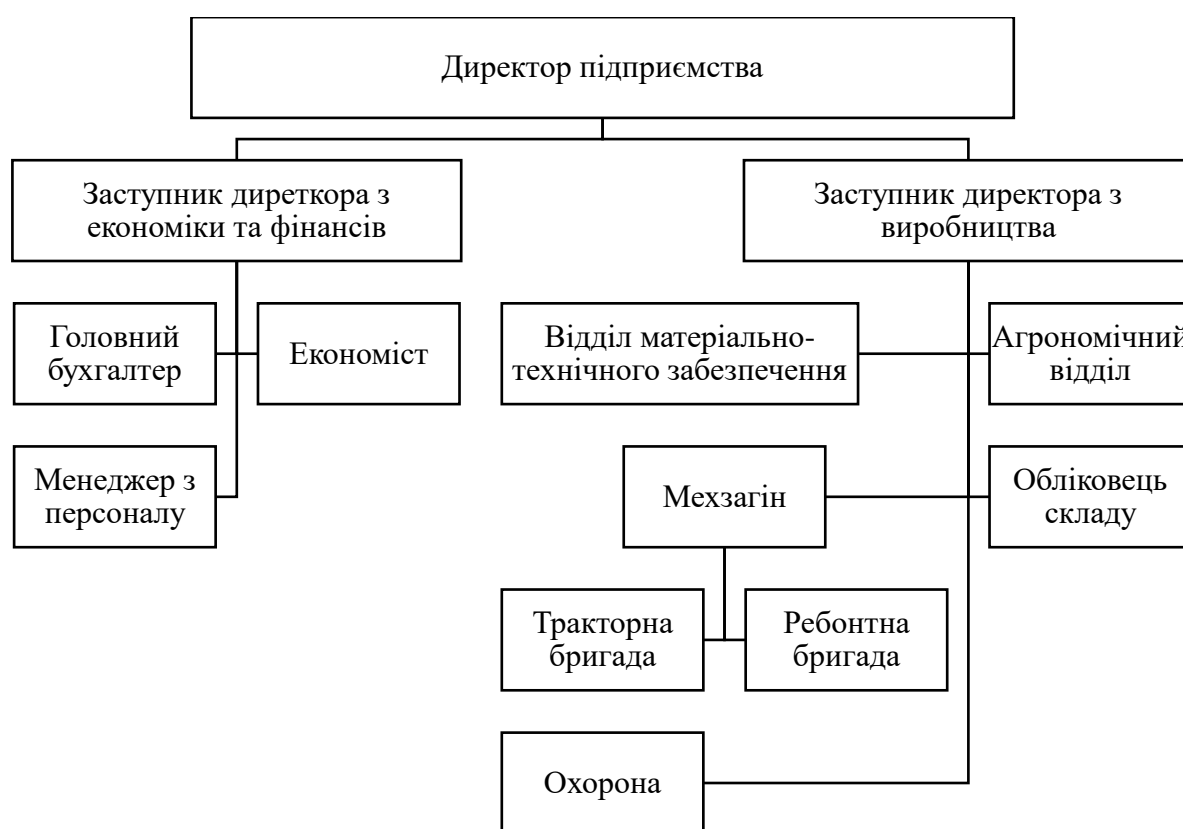 Директор підприємства
Заступник диреткора з
економіки та фінансів
Заступник директора з
виробництва
Головний
бухгалтер
Економіст
Відділ матеріально-
технічного забезпечення
Агрономічний
відділ
Менеджер з
персоналу
Мехзагін
Обліковець
складу
Тракторна
бригада
Ребонтна
бригада
Охорона